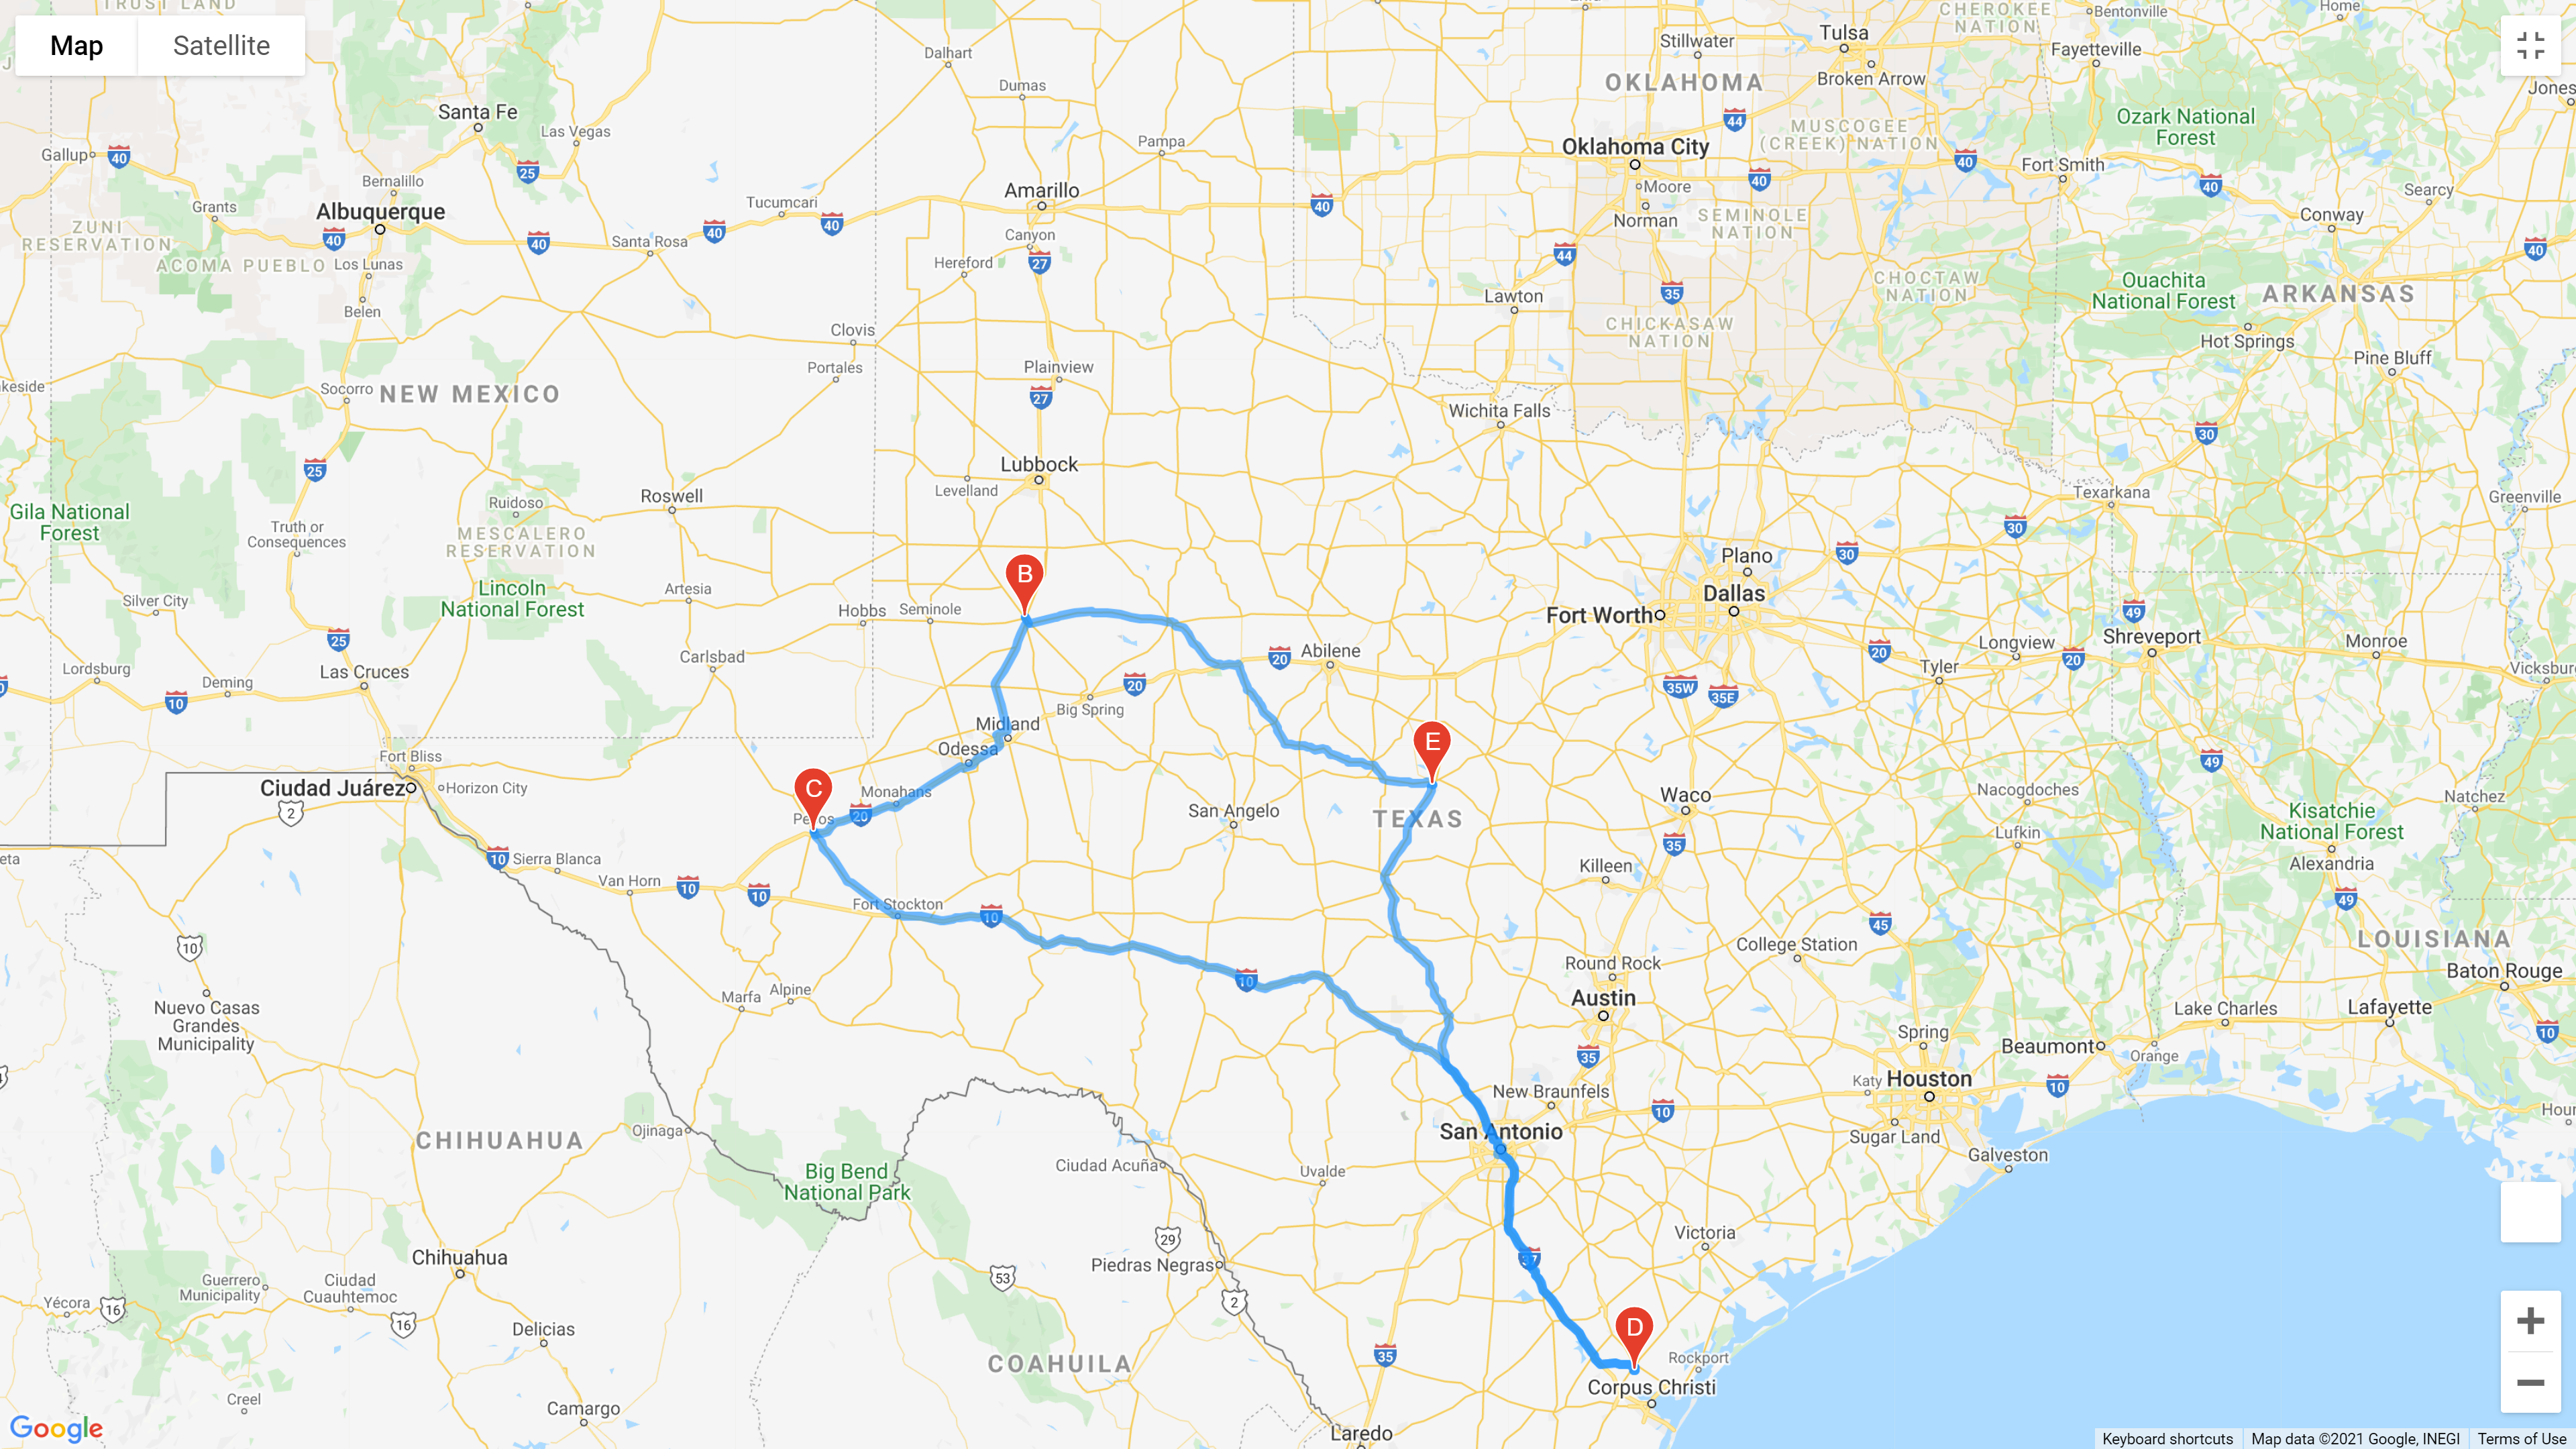 TRUST LAND
CHEROKEE
NATION
Bentonville
Home
Map
Satellite
Dalhart
Stillwater
Tulsa
Fayetteville
Dumas
OKLAHOMA
Broken Arrow
Jones
Santa Fe
Las Vegas
44
Ozark National
Forest
Gallup
40
25
Pampa
Oklahoma City
MUSCOGEE
(CREEK) NATION
40
Fort Smith
Bernalillo
Amarillo
Moore
40
40
Searcy
Grants
Albuquerque
Tucumcari
40
Norman
SEMINOLE
NATION
Conway
ZUNI
RESERVATION
40
40
Santa Rosa
40
40
Canyon
40
ACOMA PUEBLO
Los Lunas
Hereford
27
44
CHOCTAW
NATION
Ouachita
National Forest
ARKANSAS
Belen
Lawton
35
CHICKASAW
NATION
Clovis
Hot Springs
Portales
Plainview
Pine Bluff
keside
Socorro
NEW MEXICO
27
Wichita Falls
30
25
Lubbock
Levelland
Roswell
Texarkana
Greenville
Gila National
Forest
Ruidoso
Truth or
Consequences
MESCALERO
RESERVATION
30
Plano
30
B
Lincoln
National Forest
Artesia
Dallas
Silver City
Hobbs
Seminole
Fort Worth
49
25
Longview
Shreveport
Monroe
Carlsbad
20
Abilene
20
20
Tyler
Vicksbur
Lordsburg
Deming
Las Cruces
10
20
35W
35E
Big Spring
Midland
Odessa
E
Fort Bliss
49
Ciudad Juárez
Horizon City
C
Monahans
2
Pecos
20
San Angelo
TEXAS
Waco
Nacogdoches
Natchez
Kisatchie
National Forest
Lufkin
35
eta
10
Sierra Blanca
Killeen
Alexandria
Van Horn
10
10
Fort Stockton
10
49
45
College Station
LOUISIANA
10
Round Rock
Baton Rouge
10
Marfa
Alpine
Austin
Nuevo Casas
Grandes
Municipality
Lake Charles
Lafayette
Spring
10
Beaumont
Orange
35
Houston
Katy
10
New Braunfels
10
Hou
San Antonio
Sugar Land
CHIHUAHUA
Ojinaga
Galveston
Ciudad Acuña
Uvalde
Big Bend
National Park
Victoria
29
Chihuahua
Piedras Negras
37
53
Guerrero
Municipality
Ciudad
Cuauhtemoc
2
Yécora
16
16
Delicias
D
COAHUILA
35
Rockport
Corpus Christi
Creel
Camargo
Google
Laredo
Keyboard shortcuts
Map data ©2021 Google, INEGI
Terms of Use